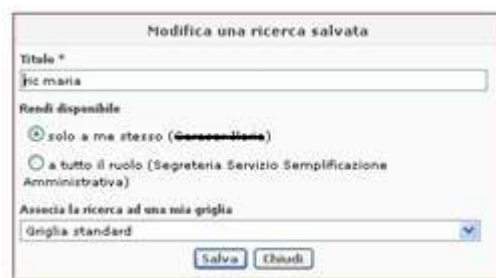 Modifica una ricerca salvata
Titolo *
ric maria
Rendi disponibile
solo a me stesso (
)
a tutto il ruolo (Segreteria Servizio Semplificazione
Amministrativa)
Associa la ricerca ad una mia griglia
Griglia standard
Salva Chiudi